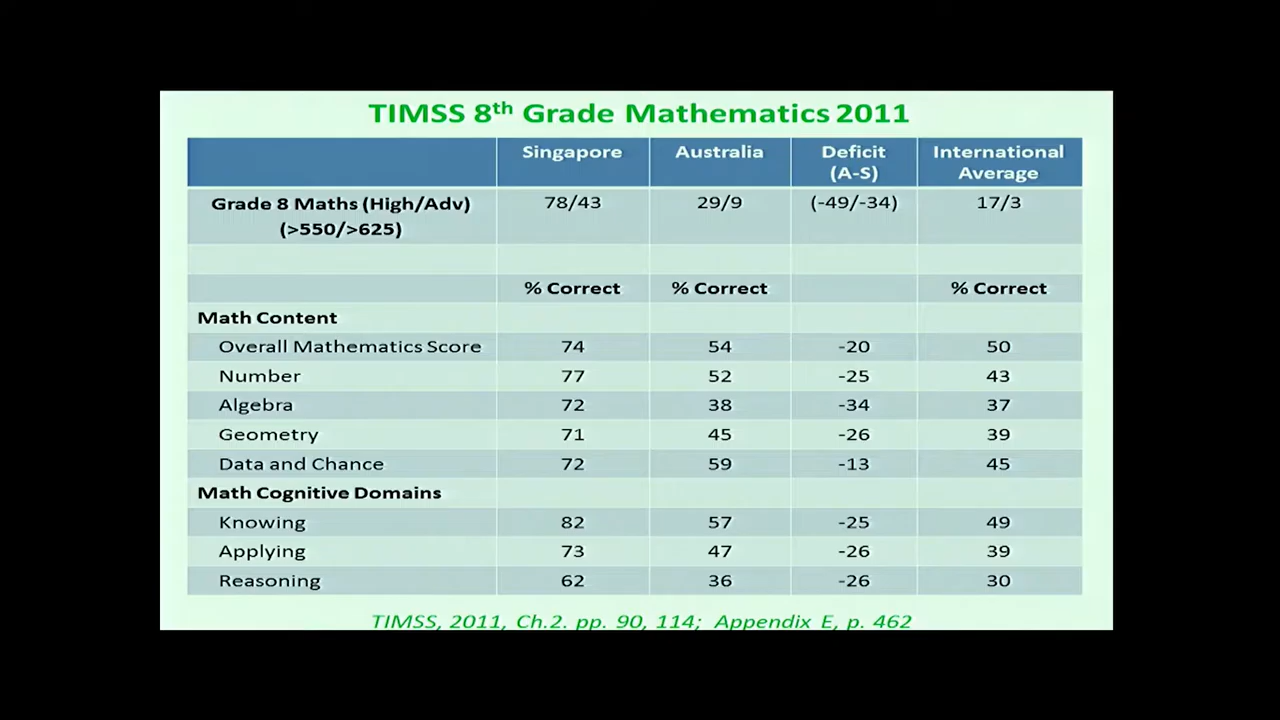 TIMSS 8th Grade Mathematics 2011
Singapore Australia Deficit (A-S) International Average
Grade 8 Maths (High/Adv) (>550/>625) 78/43 29/9 (-49/-34) 17/3
% Correct % Correct % Correct
Math Content
Overall Mathematics Score 74 54 -20 50
Number 77 52 -25 43
Algebra 72 38 -34 37
Geometry 71 45 -26 39
Data and Chance 72 59 -13 45
Math Cognitive Domains
Knowing 82 57 -25 49
Applying 73 47 -26 39
Reasoning 62 36 -26 30
TIMSS, 2011, Ch.2. pp. 90, 114; Appendix E, p. 462